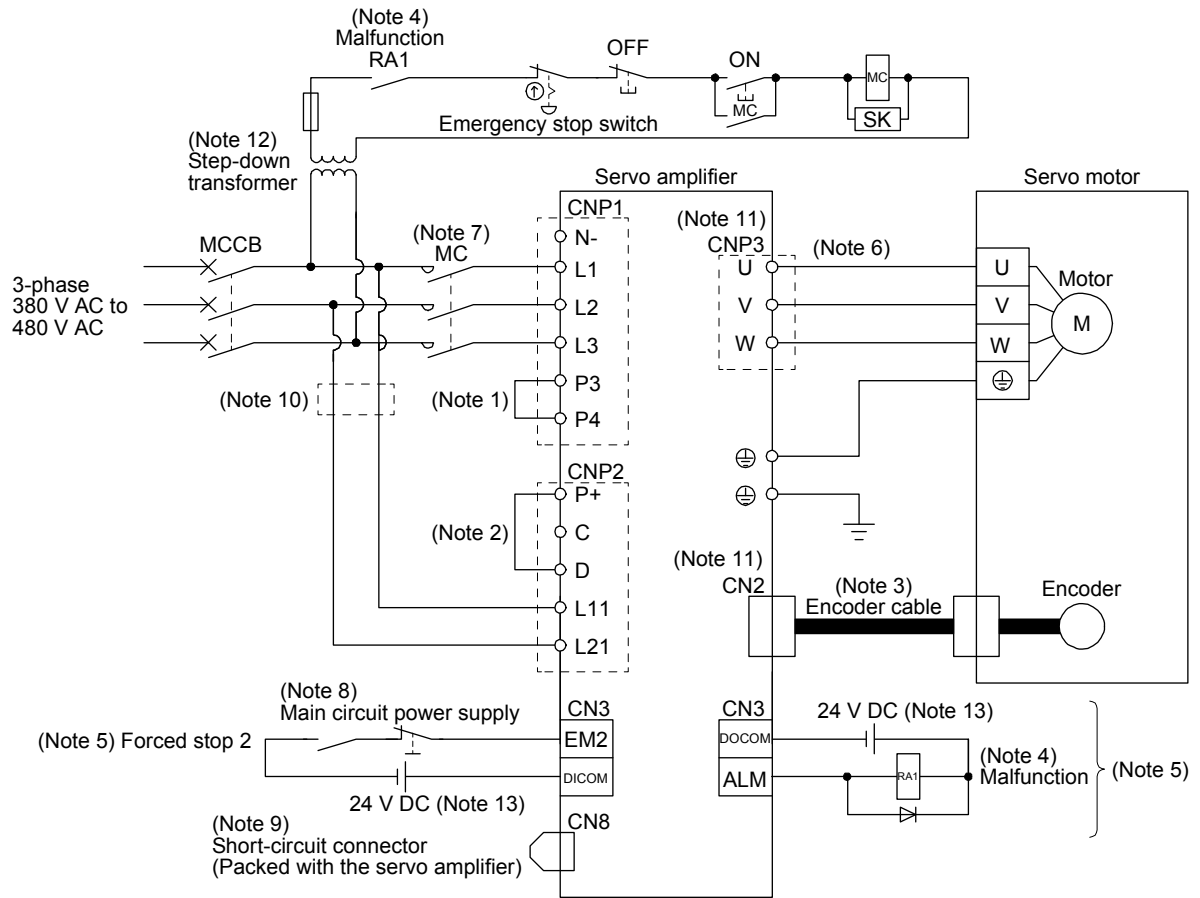 (Note 4)
Malfunction
RA1
OFF
ON
MC
MC
SK
Emergency stop switch
(Note 12)
Step-down
transformer
Servo amplifier
Servo motor
CNP1
N-
L1
L2
L3
P3
P4
(Note 11)
CNP3
U
V
W
(Note 6)
U
V
W
Motor
M
MCCB
(Note 7)
MC
3-phase
380 V AC to
480 V AC
(Note 10)
(Note 1)
CNP2
P+
C
D
L11
L21
(Note 2)
(Note 11)
CN2
(Note 3)
Encoder cable
Encoder
(Note 8)
Main circuit power supply
(Note 5) Forced stop 2
24 V DC (Note 13)
CN3
EM2
DICOM
CN3
DOCOM
ALM
24 V DC (Note 13)
RA1
(Note 4)
Malfunction
(Note 5)
(Note 9)
Short-circuit connector
(Packed with the servo amplifier)
CN8